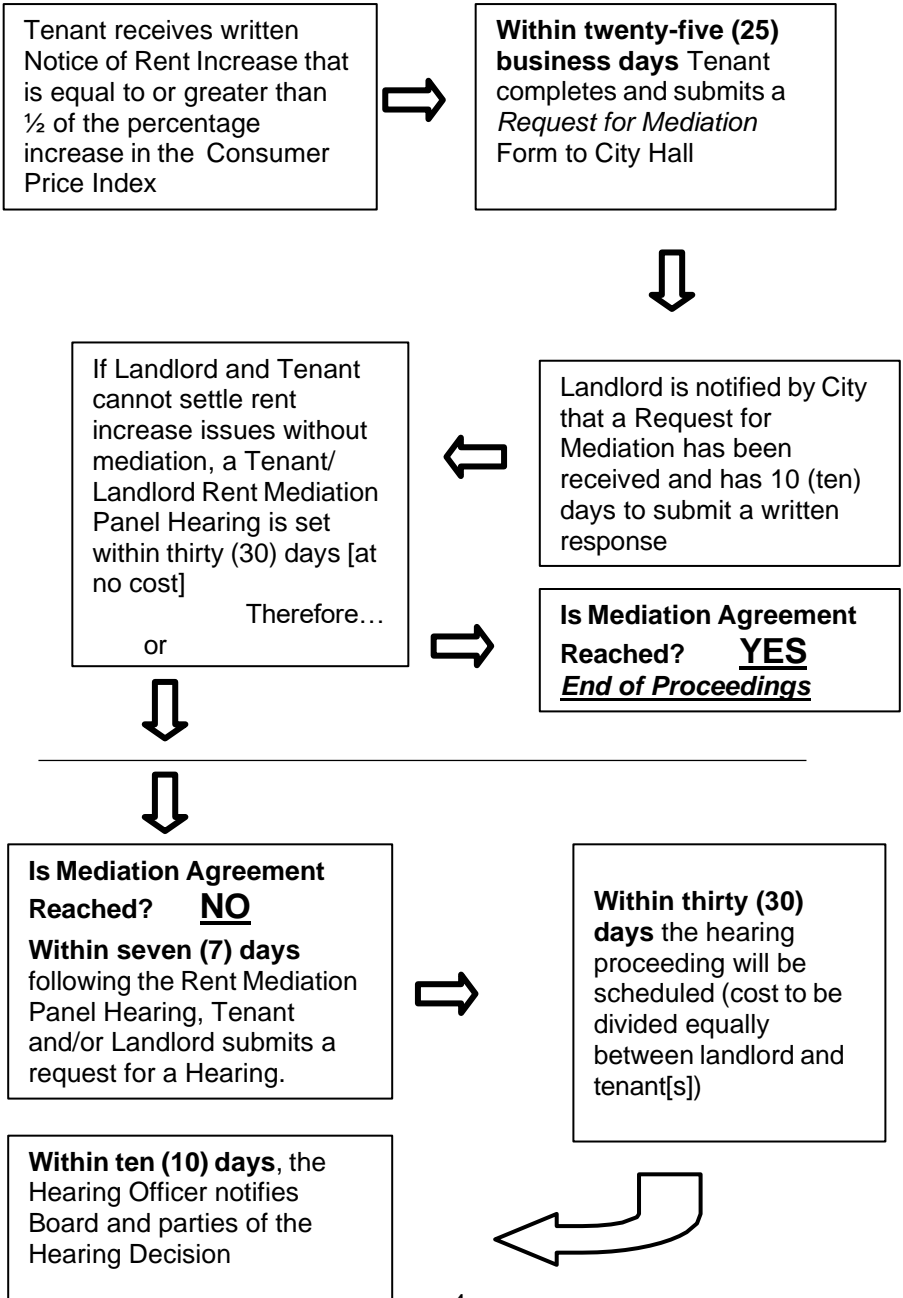 Tenant receives written
Notice of Rent Increase that
is equal to or greater than
½ of the percentage
increase in the Consumer
Price Index
Within twenty-five (25)
business days Tenant
completes and submits a
Request for Mediation
Form to City Hall
Landlord is notified by City
that a Request for
Mediation has been
received and has 10 (ten)
days to submit a written
response
If Landlord and Tenant
cannot settle rent
increase issues without
mediation, a Tenant/
Landlord Rent Mediation
Panel Hearing is set
within thirty (30) days [at
no cost]
Therefore…
or
Is Mediation Agreement
Reached? YES
End of Proceedings
Is Mediation Agreement
Reached? NO
Within seven (7) days
following the Rent Mediation
Panel Hearing, Tenant
and/or Landlord submits a
request for a Hearing.
Within thirty (30)
days the hearing
proceeding will be
scheduled (cost to be
divided equally
between landlord and
tenant[s])
Within ten (10) days, the
Hearing Officer notifies
Board and parties of the
Hearing Decision